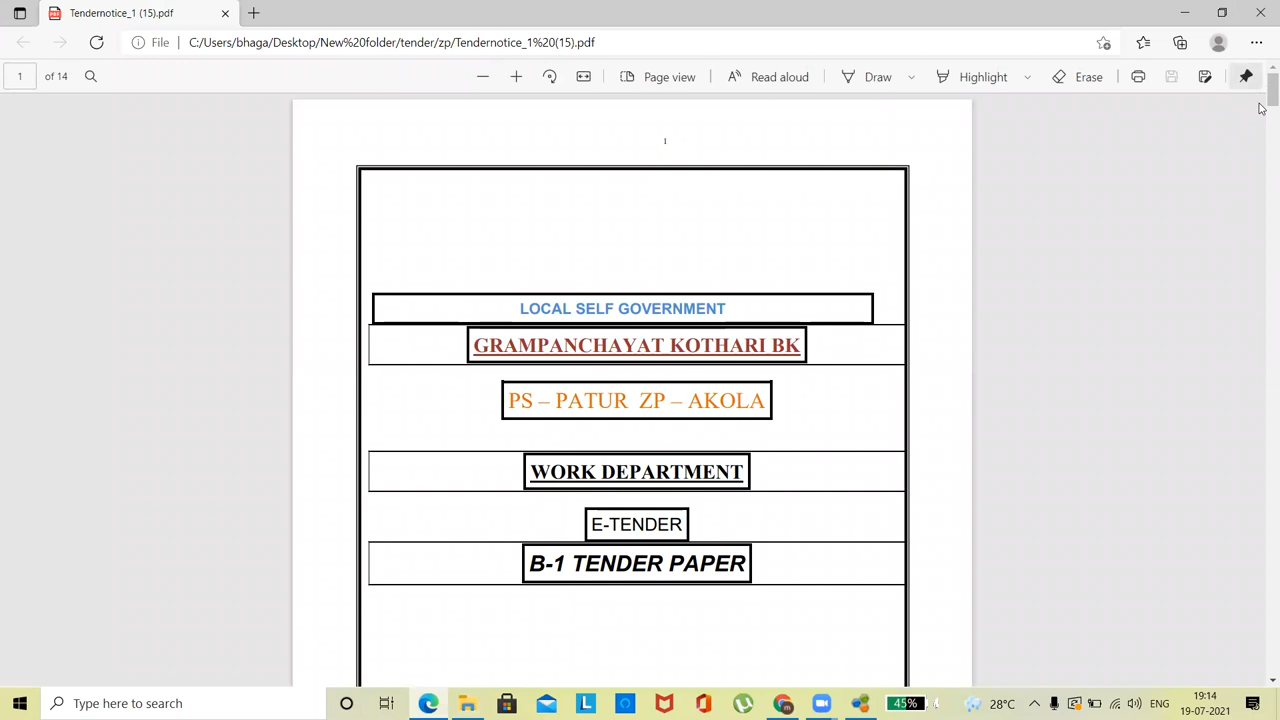 Tendernotice_1 (15).pdf
File C:/Users/bhaga/Desktop/New%20folder/tender/zp/Tendernotice_1%20(15).pdf
1 of 14 Page view Read aloud Draw Highlight Erase
1
LOCAL SELF GOVERNMENT
GRAMPANCHAYAT KOTHARI BK
PS – PATUR ZP – AKOLA
WORK DEPARTMENT
E-TENDER
B-1 TENDER PAPER
Type here to search 45% 28°C 19:14
19-07-2021